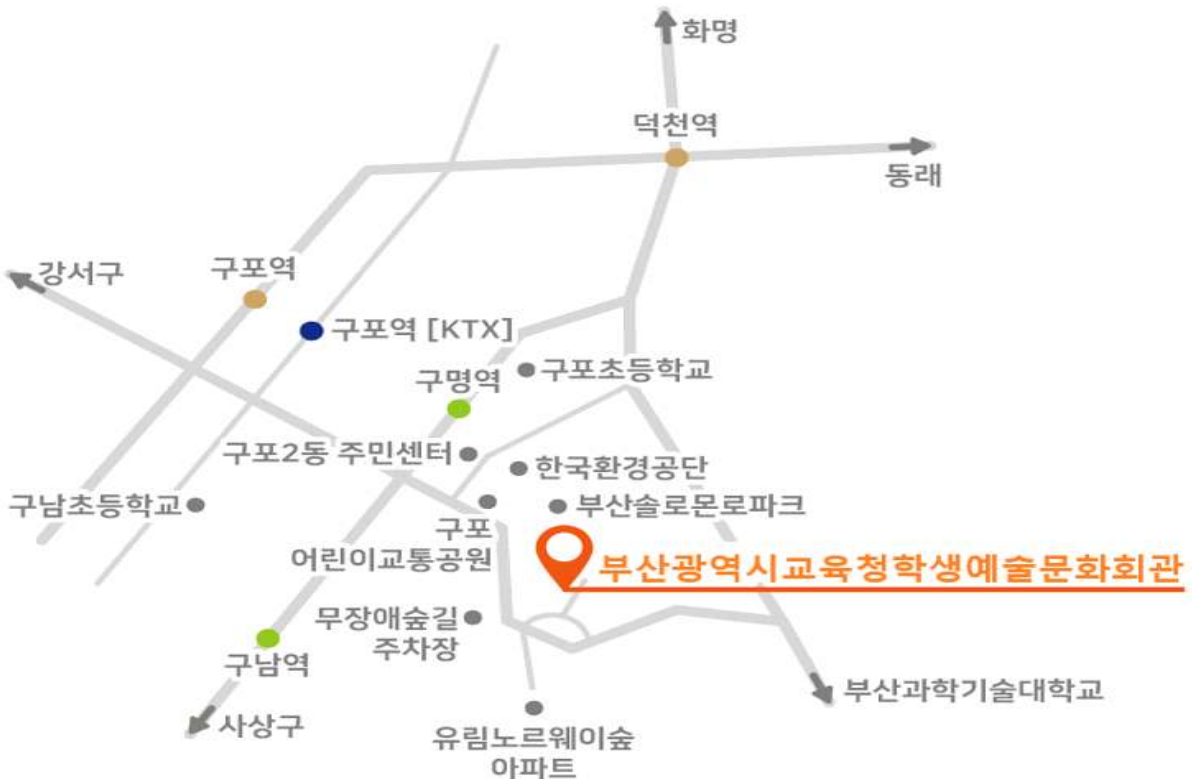 화명
덕천역
동래
강서구
구포역
구포역 [KTX]
구포초등학교
구명역
구포2동 주민센터
한국환경공단
구남초등학교
부산솔로몬로파크
구포
어린이교통공원
부산광역시교육청학생예술문화회관
무장애숲길
주차장
구남역
부산과학기술대학교
사상구
유림노르웨이숲
아파트